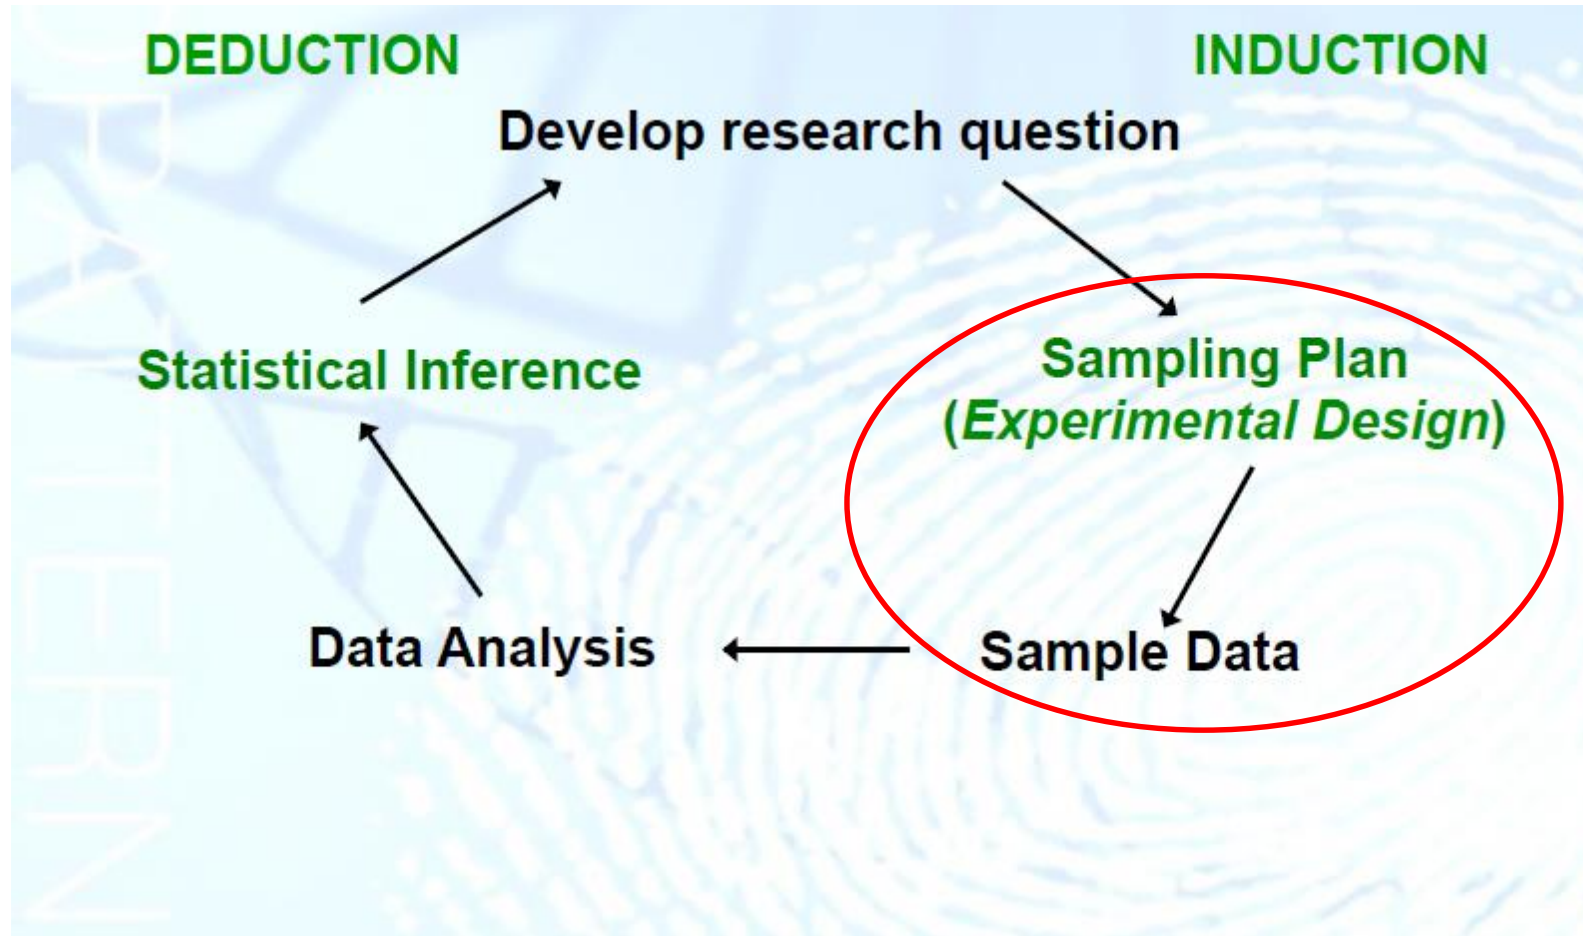 DEDUCTION
INDUCTION
Develop research question
Statistical Inference
Sampling Plan
(Experimental Design)
Data Analysis
Sample Data